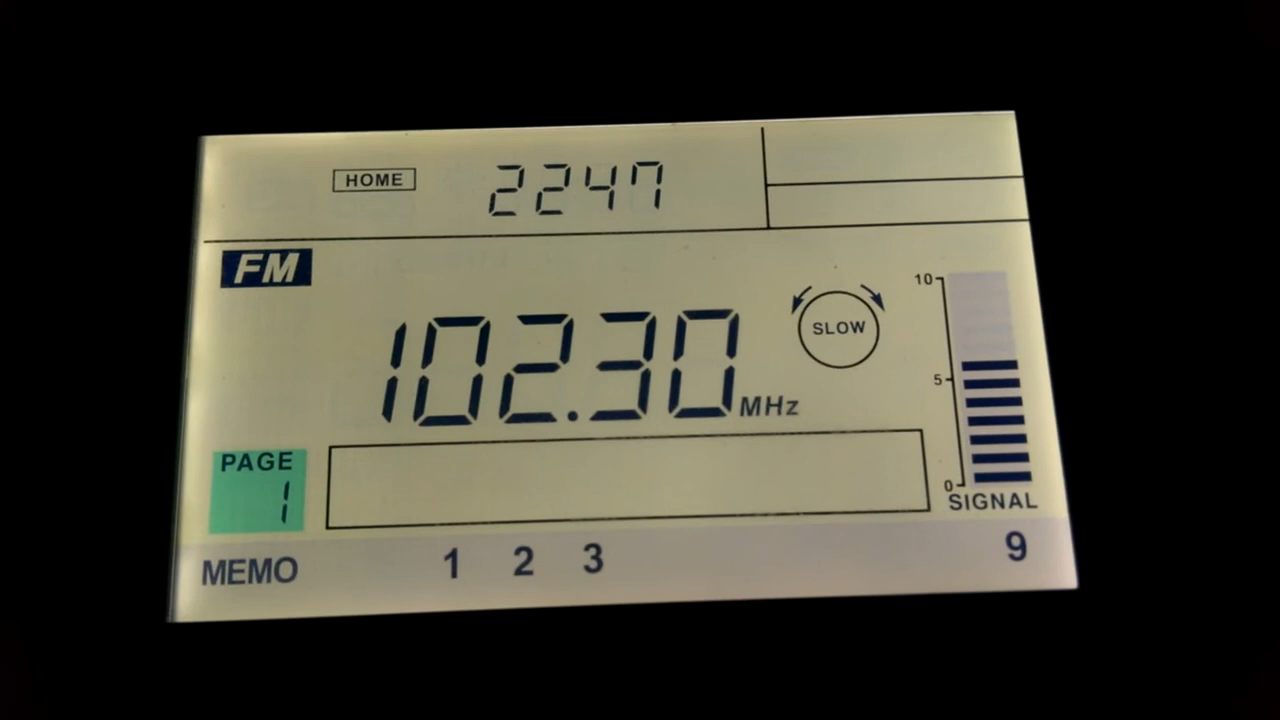 HOME 2247
FM
102.30 MHz
SLOW
10
5
0
SIGNAL
PAGE
1
MEMO 1 2 3 9